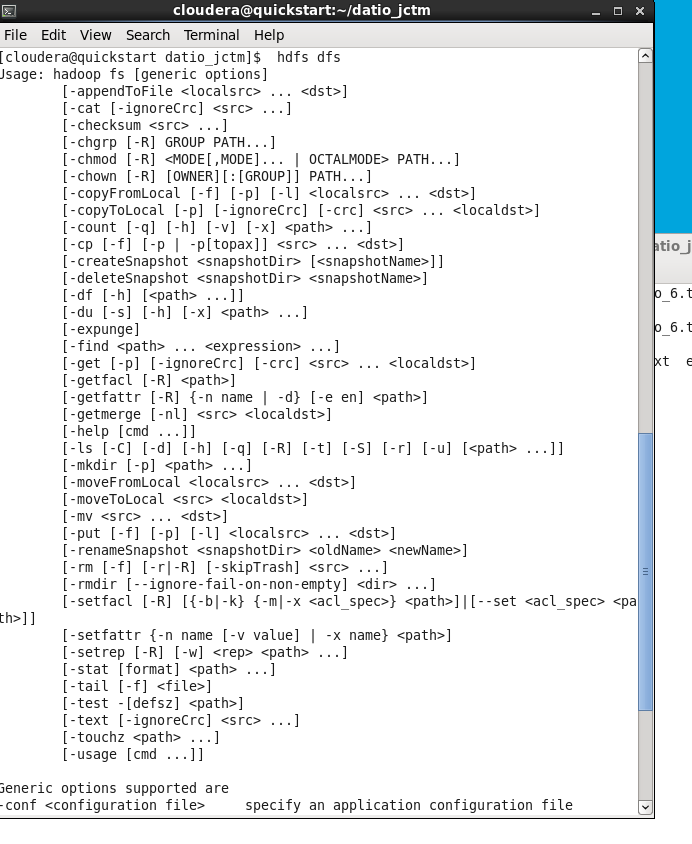 cloudera@quickstart:~/datio_jctm
File Edit View Search Terminal Help
[cloudera@quickstart datio_jctm]$  hdfs dfs
Usage: hadoop fs [generic options]
[-appendToFile <localsrc> ... <dst>]
[-cat [-ignoreCrc] <src> ...]
[-checksum <src> ...]
[-chgrp [-R] GROUP PATH...]
[-chmod [-R] <MODE[,MODE]... | OCTALMODE> PATH...]
[-chown [-R] [OWNER][:[GROUP]] PATH...]
[-copyFromLocal [-f] [-p] [-l] <localsrc> ... <dst>]
[-copyToLocal [-p] [-ignoreCrc] [-crc] <src> ... <localdst>]
[-count [-q] [-h] [-v] [-x] <path> ...]
[-cp [-f] [-p | -p[topax]] <src> ... <dst>]
[-createSnapshot <snapshotDir> [<snapshotName>]]
[-deleteSnapshot <snapshotDir> <snapshotName>]
[-df [-h] [<path> ...]]
[-du [-s] [-h] [-x] <path> ...]
[-expunge]
[-find <path> ... <expression> ...]
[-get [-p] [-ignoreCrc] [-crc] <src> ... <localdst>]
[-getfacl [-R] <path>]
[-getfattr [-R] {-n name | -d} [-e en] <path>]
[-getmerge [-nl] <src> <localdst>]
[-help [cmd ...]]
[-ls [-C] [-d] [-h] [-q] [-R] [-t] [-S] [-r] [-u] [<path> ...]]
[-mkdir [-p] <path> ...]
[-moveFromLocal <localsrc> ... <dst>]
[-moveToLocal <src> <localdst>]
[-mv <src> ... <dst>]
[-put [-f] [-p] [-l] <localsrc> ... <dst>]
[-renameSnapshot <snapshotDir> <oldName> <newName>]
[-rm [-f] [-r|-R] [-skipTrash] <src> ...]
[-rmdir [--ignore-fail-on-non-empty] <dir> ...]
[-setfacl [-R] [{-b|-k} {-m|-x <acl_spec>} <path>]|[--set <acl_spec> <pa
th>]]
[-setfattr {-n name [-v value] | -x name} <path>]
[-setrep [-R] [-w] <rep> <path> ...]
[-stat [format] <path> ...]
[-tail [-f] <file>]
[-test -[defsz] <path>]
[-text [-ignoreCrc] <src> ...]
[-touchz <path> ...]
[-usage [cmd ...]]
Generic options supported are
-conf <configuration file>     specify an application configuration file
atio_j
o_6.t
o_6.t
xt  e